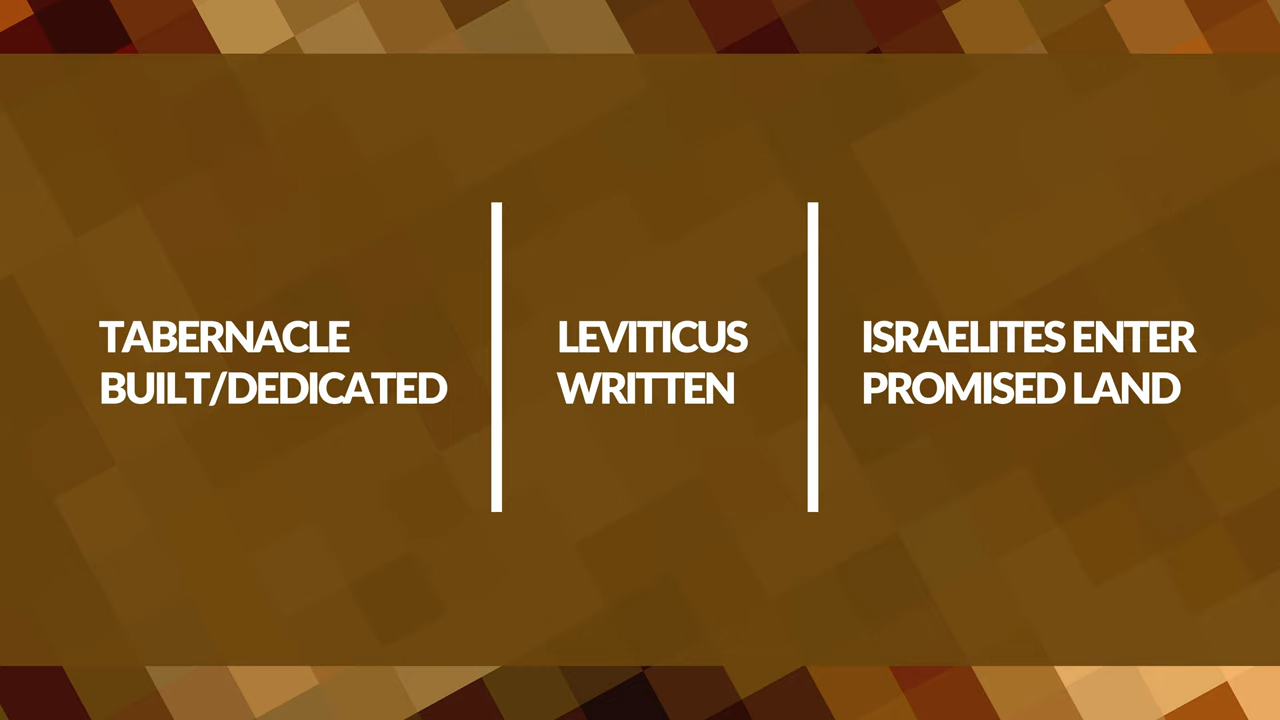 TABERNACLE
BUILT/DEDICATED
LEVITICUS
WRITTEN
ISRAELITES ENTER
PROMISED LAND